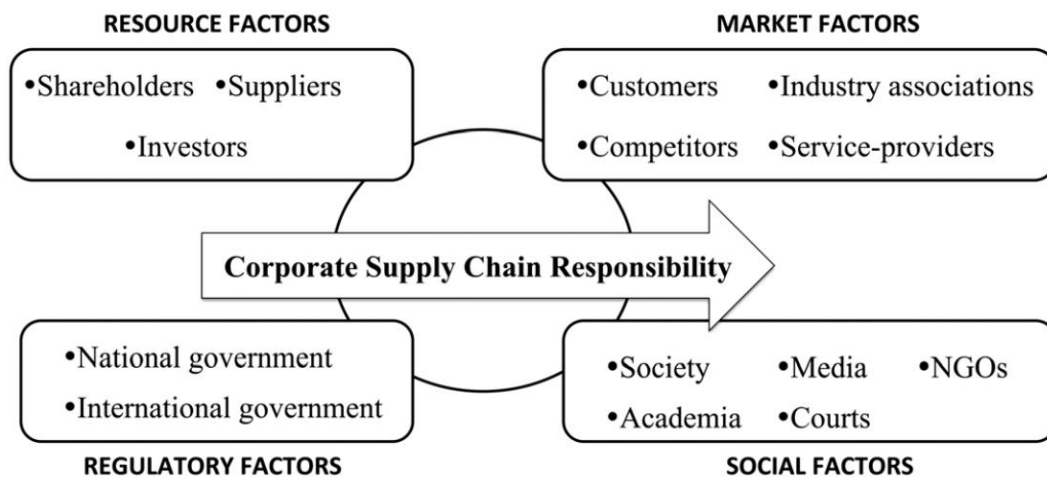 RESOURCE FACTORS
•Shareholders •Suppliers
•Investors
MARKET FACTORS
•Customers •Industry associations
•Competitors •Service-providers
Corporate Supply Chain Responsibility
•National government
•International government
REGULATORY FACTORS
•Society •Media •NGOs
•Academia •Courts
SOCIAL FACTORS